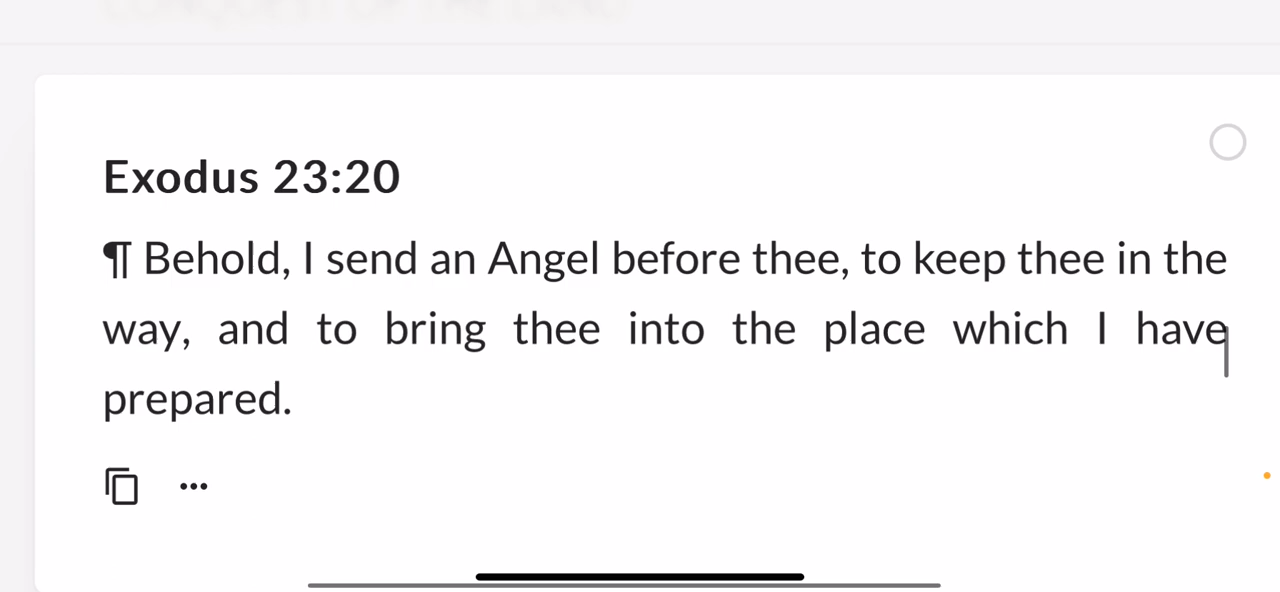 Exodus 23:20
¶ Behold, I send an Angel before thee, to keep thee in the
way, and to bring thee into the place which I have
prepared.